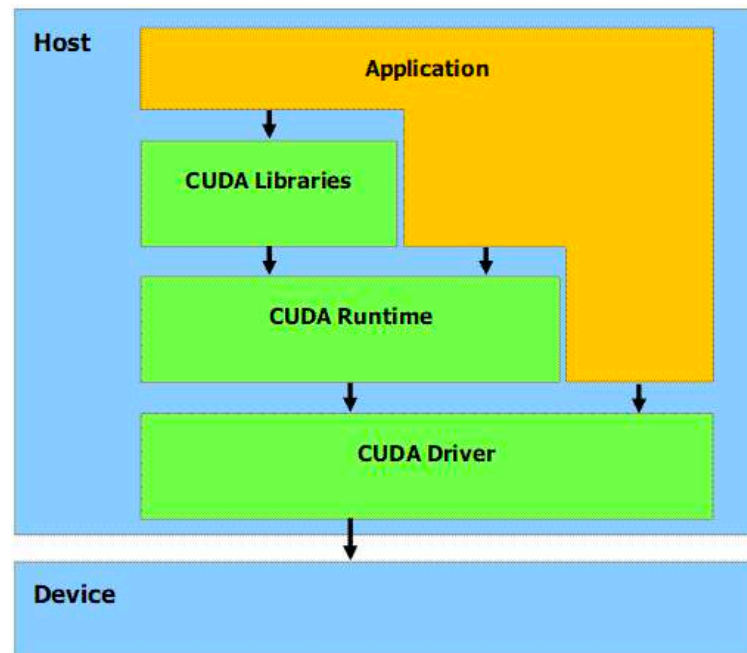 Host
Application
CUDA Libraries
CUDA Runtime
CUDA Driver
Device